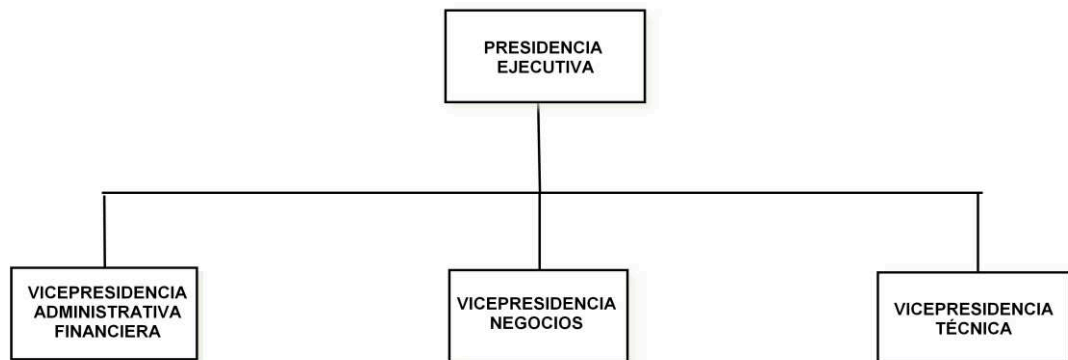 PRESIDENCIA
EJECUTIVA
VICEPRESIDENCIA
ADMINISTRATIVA
FINANCIERA
VICEPRESIDENCIA
NEGOCIOS
VICEPRESIDENCIA
TÉCNICA